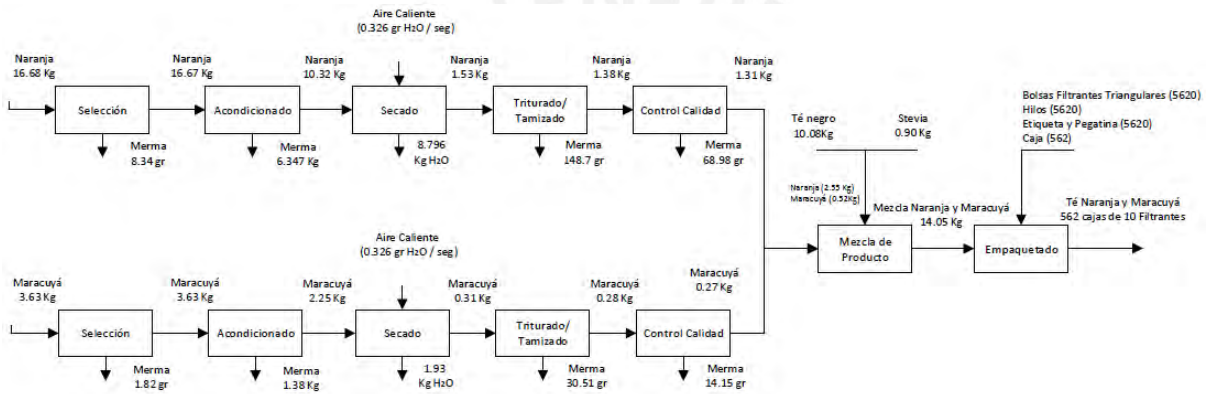 Aire Caliente
(0.326 gr H2O / seg)
Naranja
16.68 Kg
Naranja
16.67 Kg
Naranja
10.32 Kg
Naranja
1.53 Kg
Naranja
1.38 Kg
Naranja
1.31 Kg
Selección
Acondicionado
Secado
Triturado/
Tamizado
Control Calidad
Merma
8.34 gr
Merma
6.347 Kg
8.796
Kg H2O
Merma
148.7 gr
Merma
68.98 gr
Té negro
10.08Kg
Stevia
0.90 Kg
Bolsas Filtrantes Triangulares (5620)
Hilos (5620)
Etiqueta y Pegatina (5620)
Caja (562)
Naranja (2.55 Kg)
Maracuyá (0.52Kg)
Mezcla Naranja y Maracuyá
14.05 Kg
Té Naranja y Maracuyá
562 cajas de 10 Filtrantes
Mezcla de
Producto
Empaquetado
Aire Caliente
(0.326 gr H2O / seg)
Maracuyá
3.63 Kg
Maracuyá
3.63 Kg
Maracuyá
2.25 Kg
Maracuyá
0.31 Kg
Maracuyá
0.28 Kg
Maracuyá
0.27 Kg
Selección
Acondicionado
Secado
Triturado/
Tamizado
Control Calidad
Merma
1.82 gr
Merma
1.38 Kg
1.93
Kg H2O
Merma
30.51 gr
Merma
14.15 gr